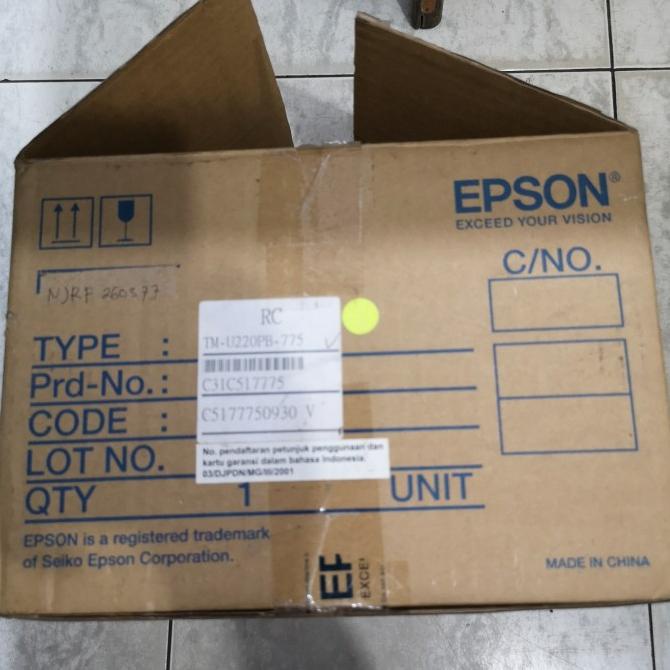 EPSON®
EXCEED YOUR VISION
C/NO.
RC
TYPE : TM-U220PB-775
Prd-No.: C31C517775
CODE : C5177750930 V
LOT NO.
No. pendaftaran petunjuk penggunaan dan
kartu garansi dalam bahasa Indonesia.
03/DJPDN/MG/III/2001
QTY 1 UNIT
EPSON is a registered trademark
of Seiko Epson Corporation.
EP
EXCE
MADE IN CHINA